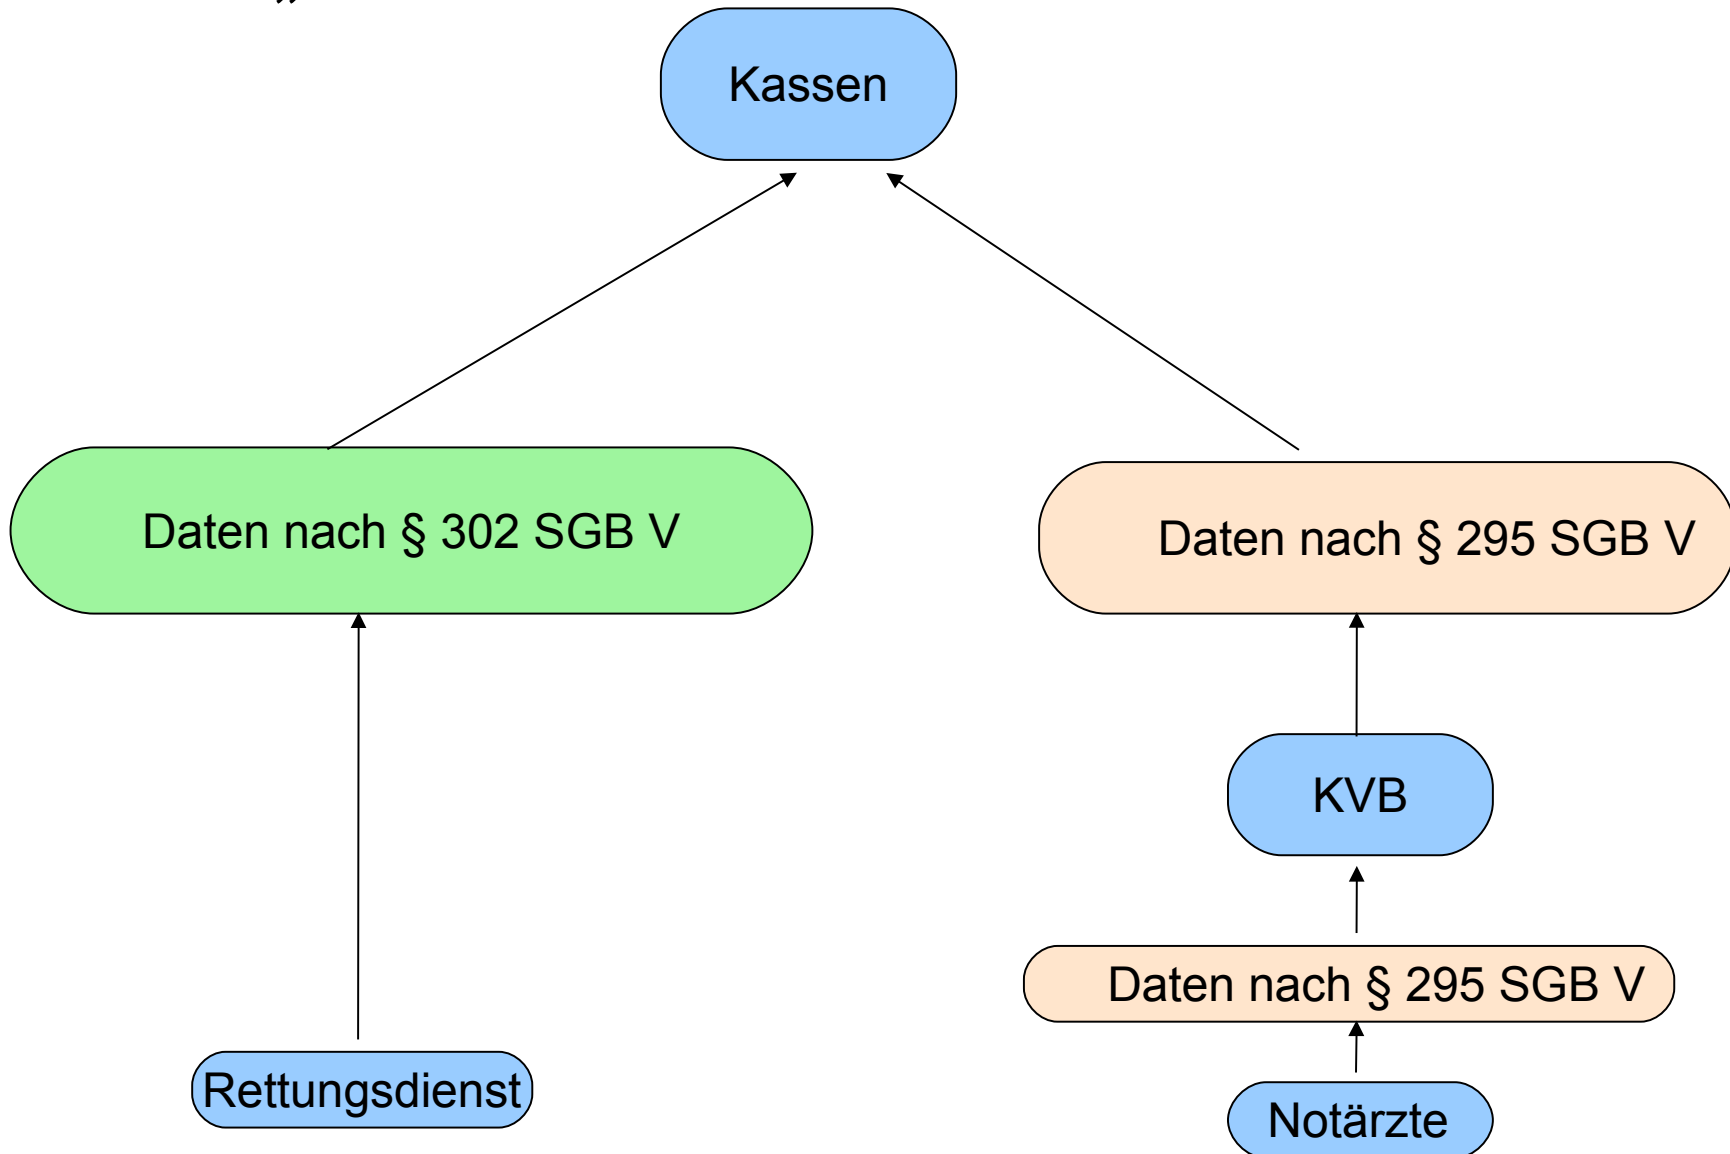 „
Kassen
Daten nach § 302 SGB V
Daten nach § 295 SGB V
KVB
Daten nach § 295 SGB V
Rettungsdienst
Notärzte